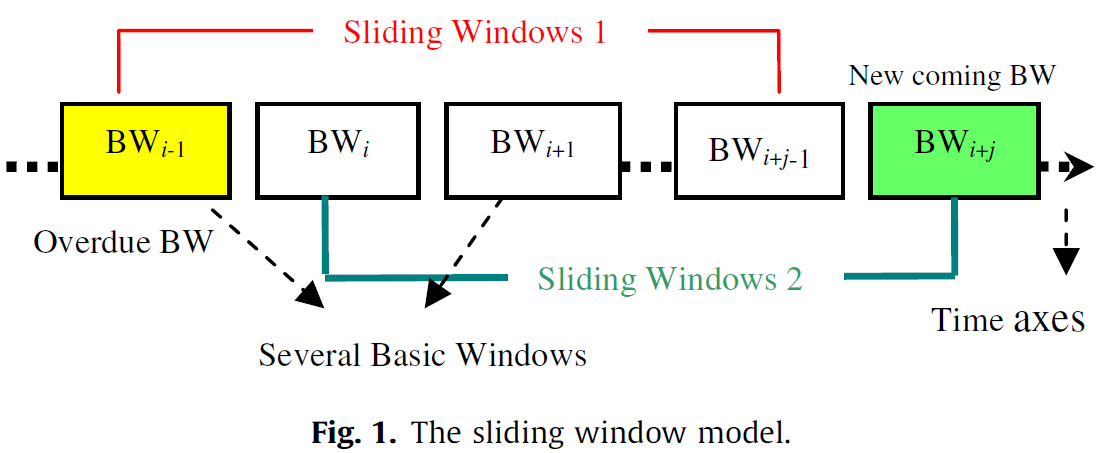 Sliding Windows 1
New coming BW
BWi-1
BWi
BWi+1
BWi+j-1
BWi+j
Overdue BW
Sliding Windows 2
Time axes
Several Basic Windows
Fig. 1. The sliding window model.